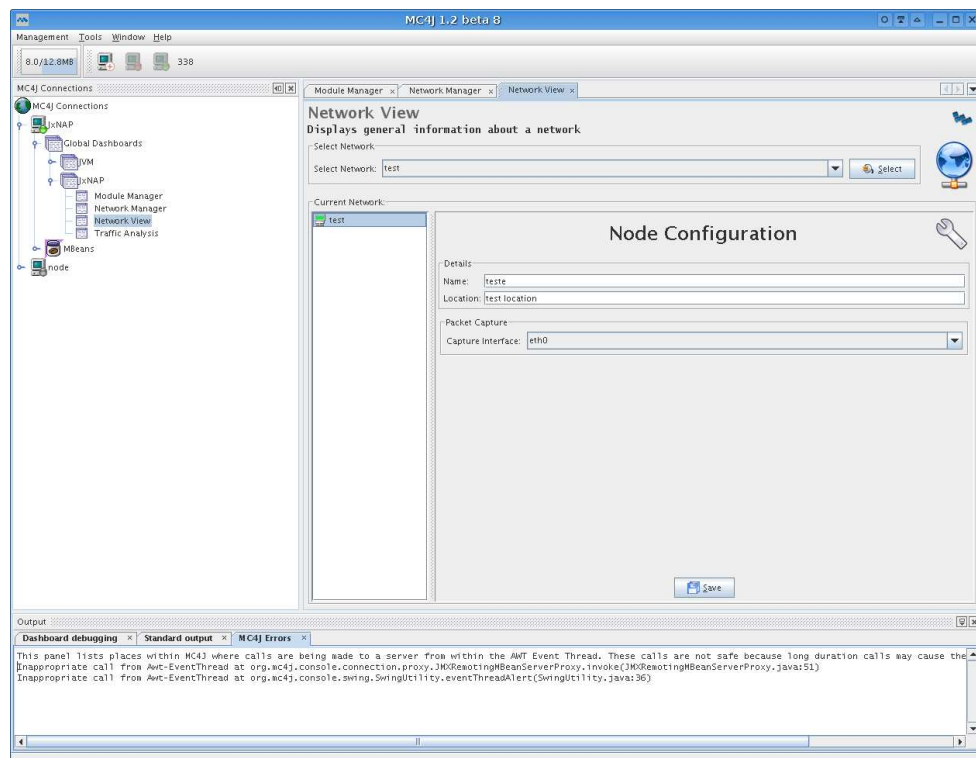 MC4J 1.2 beta 8
Management Tools Window Help
8.0/12.8MB 338
MC4J Connections
MC4J Connections
JxNAP
Global Dashboards
JVM
JxNAP
Module Manager
Network Manager
Network View
Traffic Analysis
MBeans
node
Module Manager Network Manager Network View
Network View
Displays general information about a network
Select Network
Select Network: test Select
Current Network:
test
Node Configuration
Details
Name: teste
Location: test location
Packet Capture
Capture Interface: eth0
Save
Output
Dashboard debugging Standard output MC4J Errors
This panel lists places within MC4J where calls are being made to a server from within the AWT Event Thread. These calls are not safe because long duration calls may cause the
Inappropriate call from Awt-EventThread at org.mc4j.console.connection.proxy.JMXRemotingMBeanServerProxy.invoke(JMXRemotingMBeanServerProxy.java:51)
Inappropriate call from Awt-EventThread at org.mc4j.console.swing.SwingUtility.eventThreadAlert(SwingUtility.java:36)